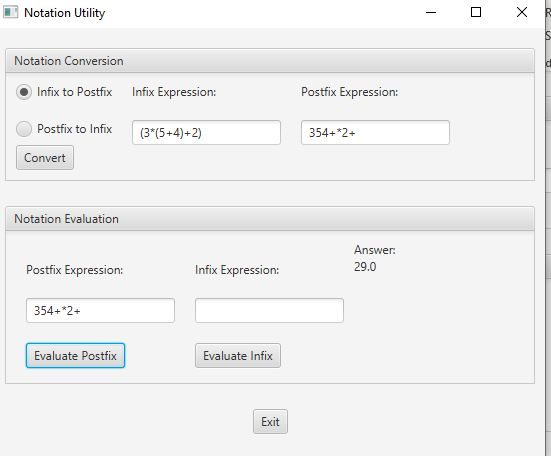 Notation Utility
Notation Conversion
Infix to Postfix
Infix Expression:
Postfix Expression:
Postfix to Infix
(3*(5+4)+2)
354+*2+
Convert
Notation Evaluation
Answer:
29.0
Postfix Expression:
Infix Expression:
354+*2+
Evaluate Postfix
Evaluate Infix
Exit